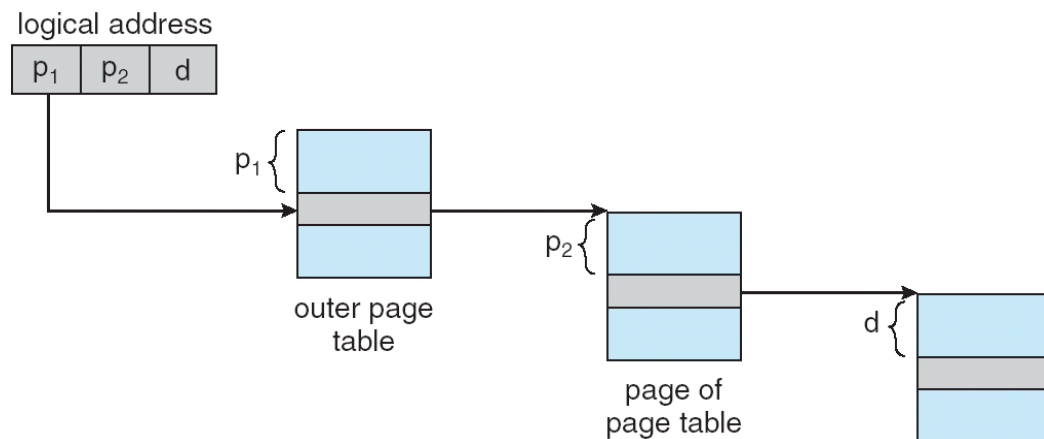 logical address
p₁ p₂ d
p₁
outer page
table
p₂
page of
page table
d